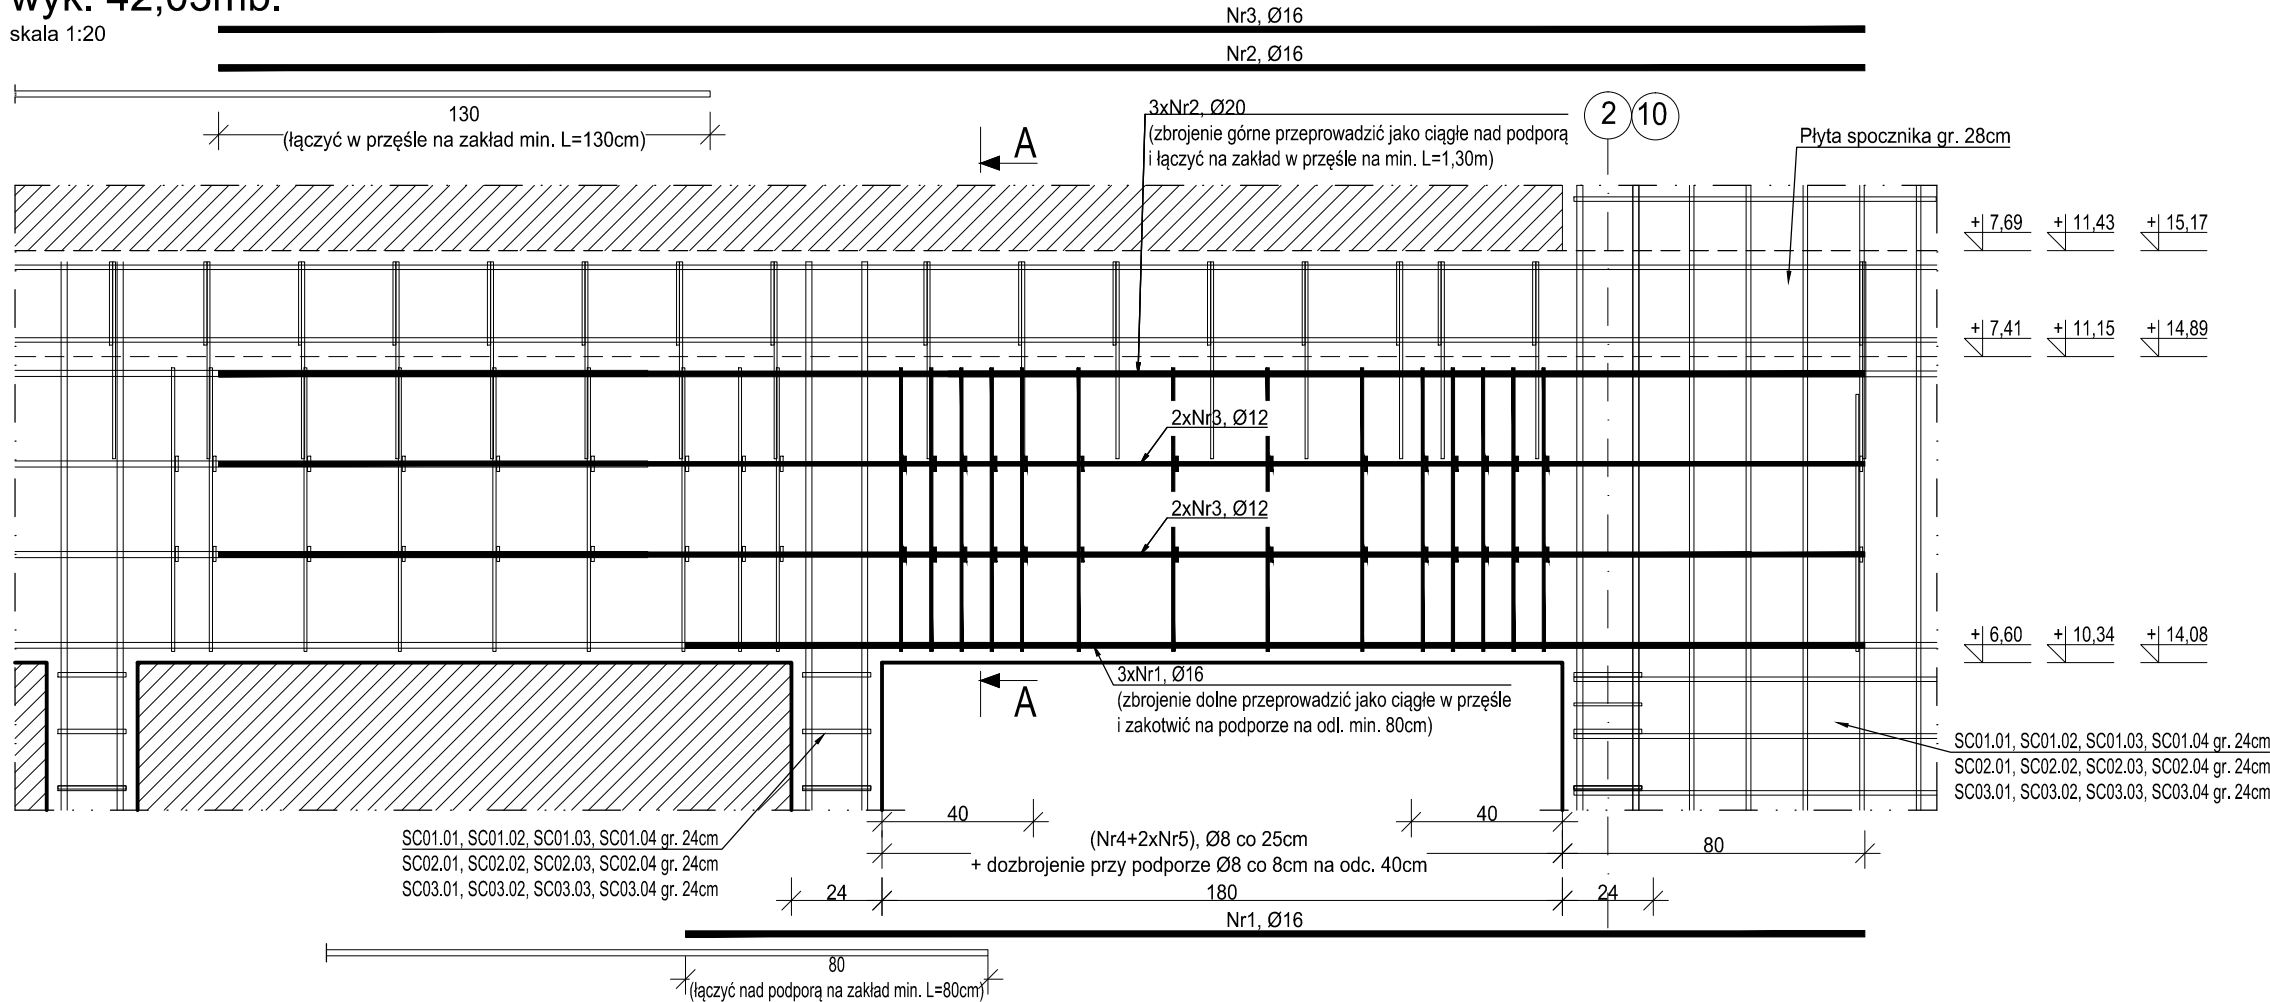 wyk. 42,05mb.
skala 1:20
Nr3, Ø16
Nr2, Ø16
130
(łączyć w przęśle na zakład min. L=130cm)
3xNr2, Ø20
(zbrojenie górne przeprowadzić jako ciągłe nad podporą
i łączyć na zakład w przęśle na min. L=1,30m)
A
2
10
Płyta spocznika gr. 28cm
+ 7,69
+ 11,43
+ 15,17
+ 7,41
+ 11,15
+ 14,89
2xNr3, Ø12
2xNr3, Ø12
+ 6,60
+ 10,34
+ 14,08
3xNr1, Ø16
(zbrojenie dolne przeprowadzić jako ciągłe w przęśle
i zakotwić na podporze na odl. min. 80cm)
A
SC01.01, SC01.02, SC01.03, SC01.04 gr. 24cm
SC02.01, SC02.02, SC02.03, SC02.04 gr. 24cm
SC03.01, SC03.02, SC03.03, SC03.04 gr. 24cm
SC01.01, SC01.02, SC01.03, SC01.04 gr. 24cm
SC02.01, SC02.02, SC02.03, SC02.04 gr. 24cm
SC03.01, SC03.02, SC03.03, SC03.04 gr. 24cm
40
40
(Nr4+2xNr5), Ø8 co 25cm
+ dozbrojenie przy podporze Ø8 co 8cm na odc. 40cm
80
24
180
24
Nr1, Ø16
80
(łączyć nad podporą na zakład min. L=80cm)